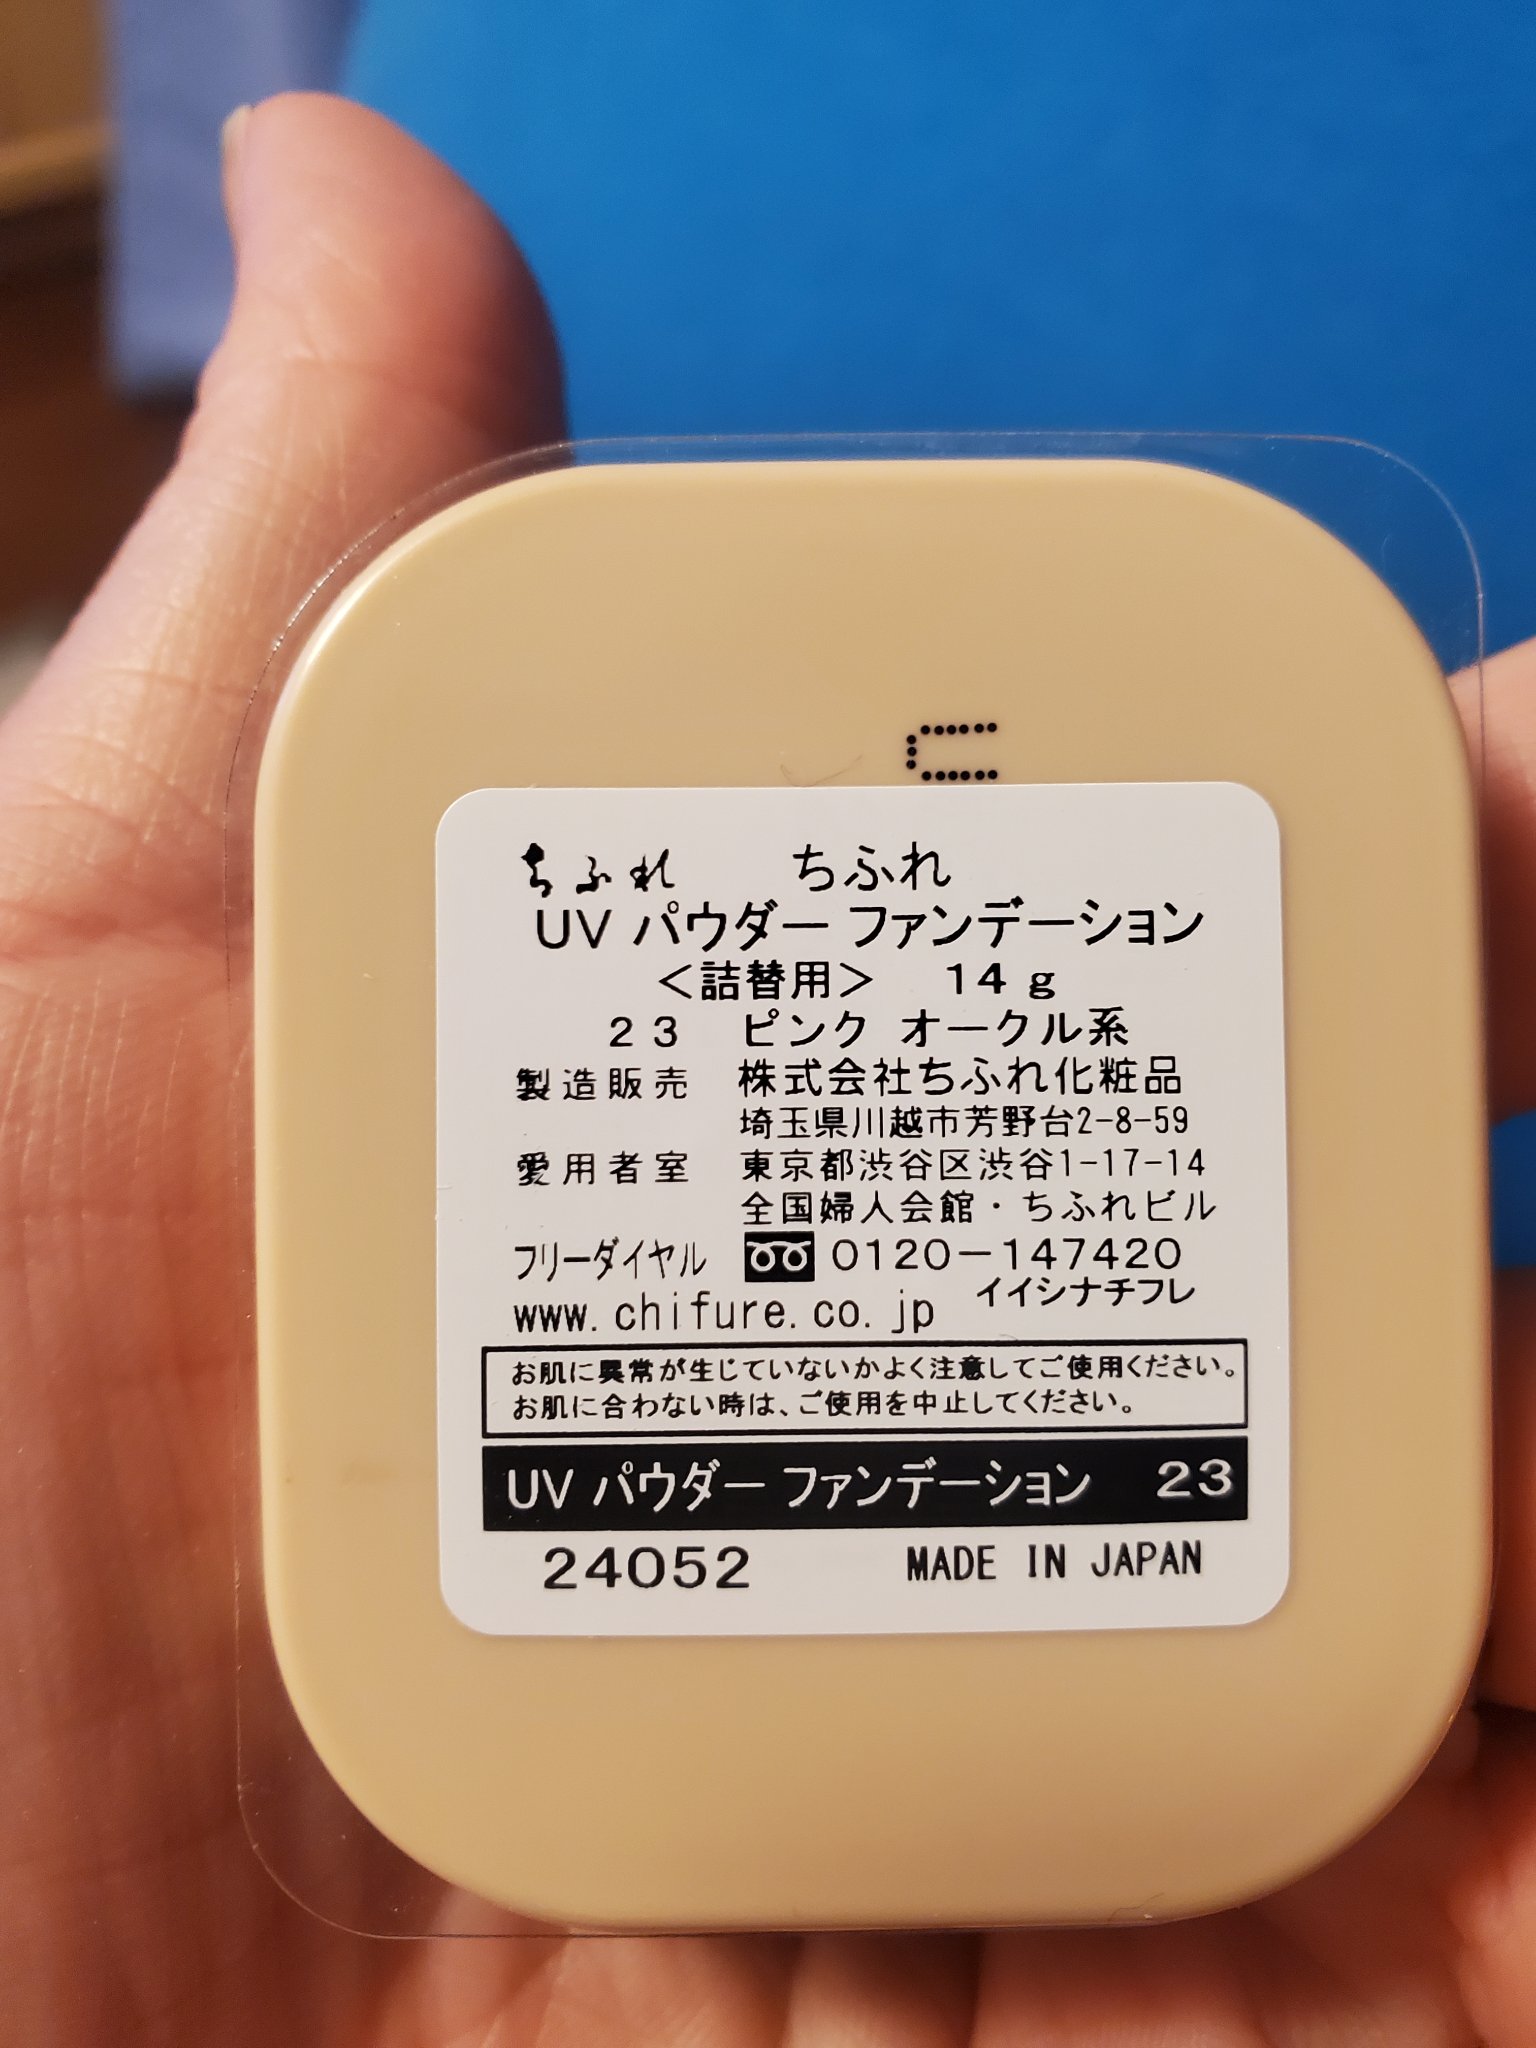 ちふれ ちふれ
UV パウダー ファンデーション
<詰替用> 14g
23 ピンク オークル系
製造販売 株式会社ちふれ化粧品
埼玉県川越市芳野台2-8-59
愛用者室 東京都渋谷区渋谷1-17-14
全国婦人会館・ちふれビル
フリーダイヤル 0120-147420
イイシナチフレ
www.chifure.co.jp
お肌に異常が生じていないかよく注意してご使用ください。
お肌に合わない時は、ご使用を中止してください。
UV パウダー ファンデーション 23
24052 MADE IN JAPAN